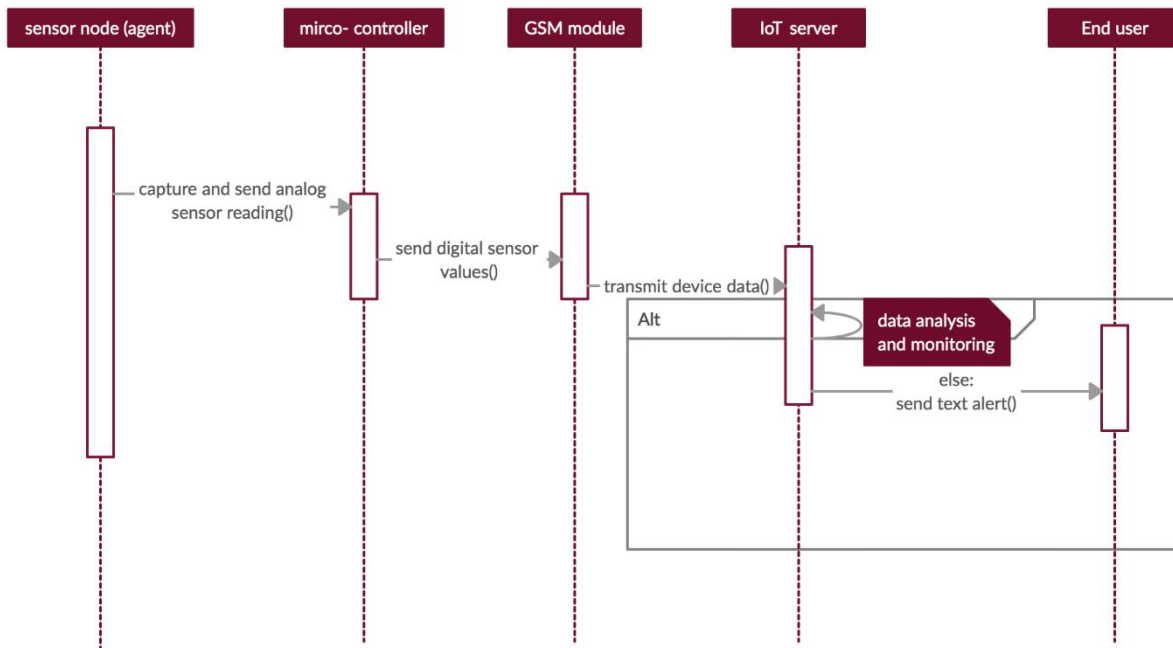 sensor node (agent)
mirco- controller
GSM module
IoT server
End user
capture and send analog
sensor reading()
send digital sensor
values()
transmit device data()
Alt
data analysis
and monitoring
else:
send text alert()